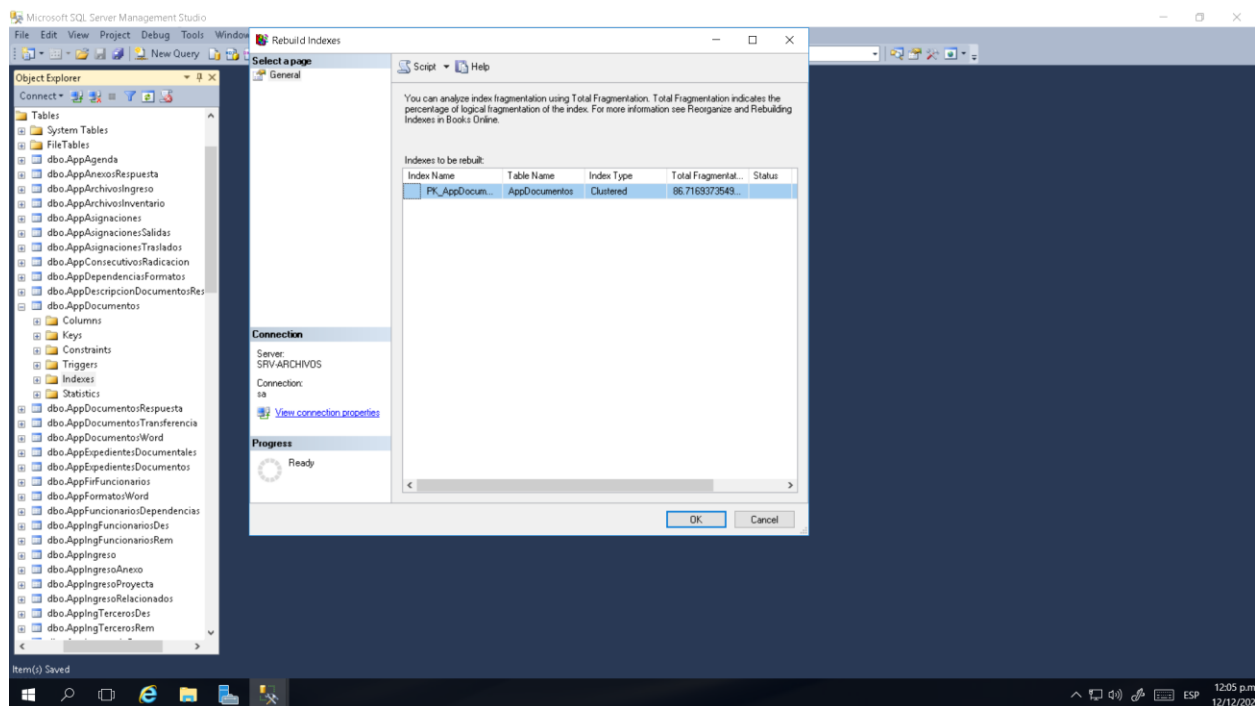 Microsoft SQL Server Management Studio
File Edit View Project Debug Tools Window
New Query
Object Explorer
Connect
Tables
System Tables
FileTables
dbo.AppAgenda
dbo.AppAnexosRespuesta
dbo.AppArchivosIngreso
dbo.AppArchivosInventario
dbo.AppAsignaciones
dbo.AppAsignacionesSalidas
dbo.AppAsignacionesTraslados
dbo.AppConsecutivosRadicacion
dbo.AppDependenciasFormatos
dbo.AppDescripcionDocumentosRes
dbo.AppDocumentos
Columns
Keys
Constraints
Triggers
Indexes
Statistics
dbo.AppDocumentosRespuesta
dbo.AppDocumentosTransferencia
dbo.AppDocumentosWord
dbo.AppExpedientesDocumentales
dbo.AppExpedientesDocumentos
dbo.AppFirFuncionarios
dbo.AppFormatosWord
dbo.AppFuncionariosDependencias
dbo.AppIngFuncionariosDes
dbo.AppIngFuncionariosRem
dbo.AppIngreso
dbo.AppIngresoAnexo
dbo.AppIngresoProyecta
dbo.AppIngresoRelacionados
dbo.AppIngTercerosDes
dbo.AppIngTercerosRem
Item(s) Saved
Rebuild Indexes
Select a page
General
Script Help
You can analyze index fragmentation using Total Fragmentation. Total Fragmentation indicates the
percentage of logical fragmentation of the index. For more information see Reorganize and Rebuilding
Indexes in Books Online.
Indexes to be rebuilt:
Index Name Table Name Index Type Total Fragmentat... Status
PK_AppDocum... AppDocumentos Clustered 86.7169373549...
Connection
Server:
SRV-ARCHIVOS
Connection:
sa
View connection properties
Progress
Ready
OK Cancel
ESP
12:05 p.m
12/12/202